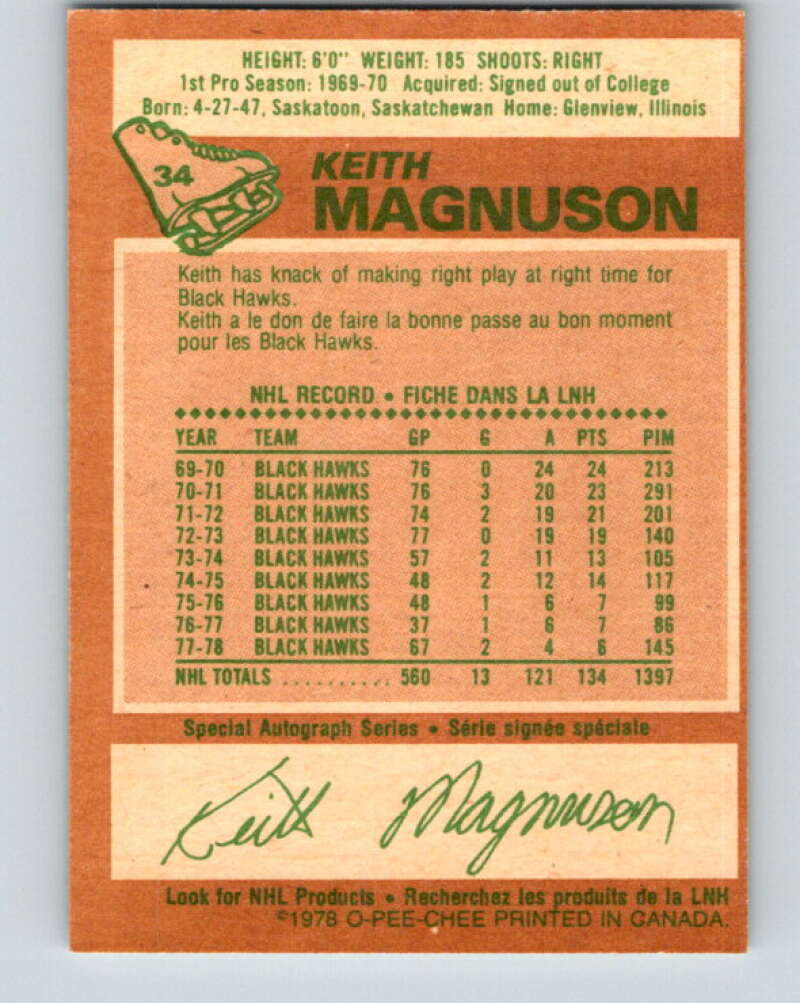 HEIGHT: 6'0" WEIGHT: 185 SHOOTS: RIGHT
1st Pro Season: 1969-70 Acquired: Signed out of College
Born: 4-27-47, Saskatoon, Saskatchewan Home: Glenview, Illinois
34
KEITH
MAGNUSON
Keith has knack of making right play at right time for
Black Hawks.
Keith a le don de faire la bonne passe au bon moment
pour les Black Hawks.
NHL RECORD • FICHE DANS LA LNH
YEAR TEAM GP G A PTS PIM
69-70 BLACK HAWKS 76 0 24 24 213
70-71 BLACK HAWKS 76 3 20 23 291
71-72 BLACK HAWKS 74 2 19 21 201
72-73 BLACK HAWKS 77 0 19 19 140
73-74 BLACK HAWKS 57 2 11 13 105
74-75 BLACK HAWKS 48 2 12 14 117
75-76 BLACK HAWKS 48 1 6 7 99
76-77 BLACK HAWKS 37 1 6 7 86
77-78 BLACK HAWKS 67 2 4 6 145
NHL TOTALS .......... 560 13 121 134 1397
Special Autograph Series • Série signée spéciale
Keith Magnuson
Look for NHL Products • Recherchez les produits de la LNH
©1978 O-PEE-CHEE PRINTED IN CANADA.